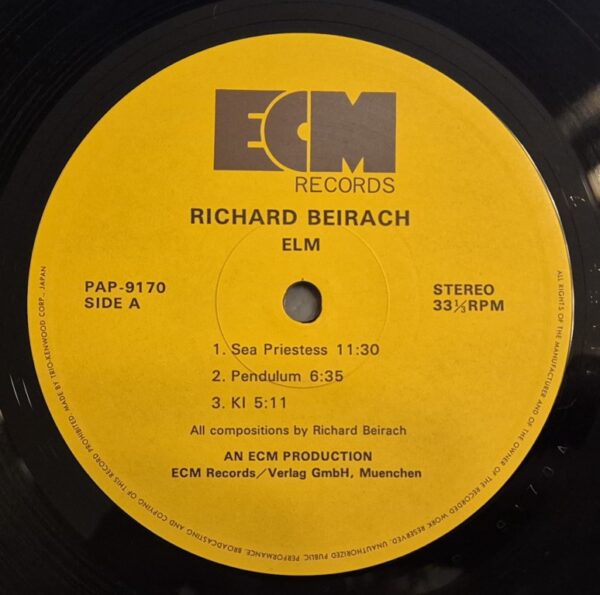 ECM
RECORDS
RICHARD BEIRACH
ELM
PAP-9170
SIDE A
STEREO
33⅓RPM
1. Sea Priestess 11:30
2. Pendulum 6:35
3. KI 5:11
All compositions by Richard Beirach
AN ECM PRODUCTION
ECM Records/Verlag GmbH, Muenchen
ALL RIGHTS OF THE MANUFACTURER AND OF THE OWNER OF THE RECORDED WORK RESERVED. UNAUTHORIZED PUBLIC PERFORMANCE, BROADCASTING AND COPYING OF THIS RECORD PROHIBITED. MADE BY TRIO-KENWOOD CORP., JAPAN